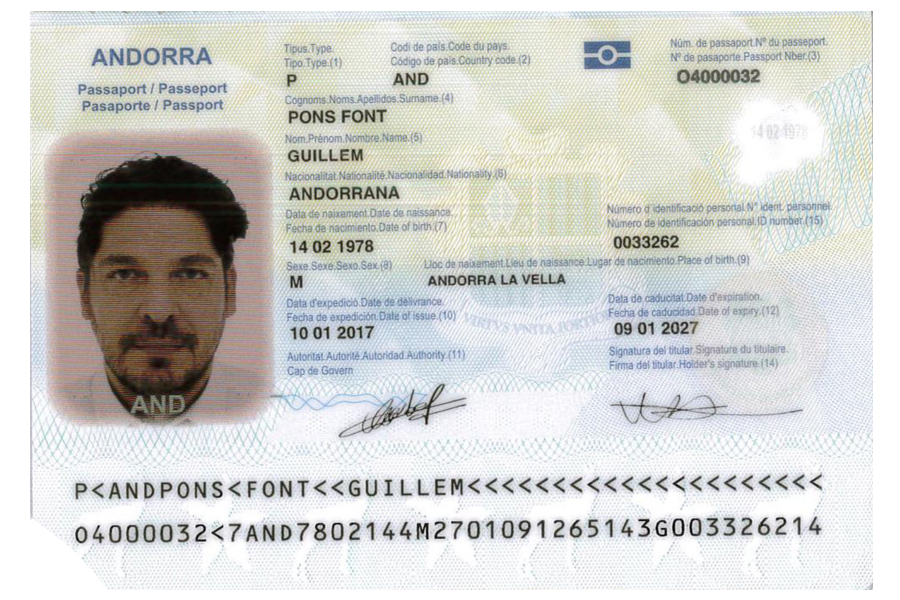 ANDORRA
Passaport / Passeport
Pasaporte / Passport
Tipus.Type.
Tipo.Type.(1)
P
Codi de país.Code du pays.
Código de país.Country code.(2)
AND
Núm. de passaport.Nº du passeport.
Nº de pasaporte.Passport Nber.(3)
O4000032
Cognoms.Noms.Apellidos.Surname.(4)
PONS FONT
14 02 1978
Nom.Prénom.Nombre.Name.(5)
GUILLEM
Nacionalitat.Nationalité.Nacionalidad.Nationality.(6)
ANDORRANA
Data de naixament.Date de naissance.
Fecha de nacimiento.Date of birth.(7)
14 02 1978
Número d'identificació personal.N° ident. personnel.
Número de identificación personal.ID number.(15)
0033262
Sexe.Sexe.Sexo.Sex.(8)
M
Lloc de naixament.Lieu de naissance.Lugar de nacimiento.Place of birth.(9)
ANDORRA LA VELLA
Data d'expedició.Date de délivrance.
Fecha de expedición.Date of issue.(10)
10 01 2017
VIRTVS VNITA FORTIOR
Data de caducitat.Date d'expiration.
Fecha de caducidad.Date of expiry.(12)
09 01 2027
Autoritat.Autorité.Autoridad.Authority.(11)
Cap de Govern
Signatura del titular.Signature du titulaire.
Firma del titular.Holder's signature.(14)
AND
P<ANDPONS<FONT<<GUILLEM<<<<<<<<<<<<<<<<<<<<<
04000032<7AND7802144M2701091265143G003326214